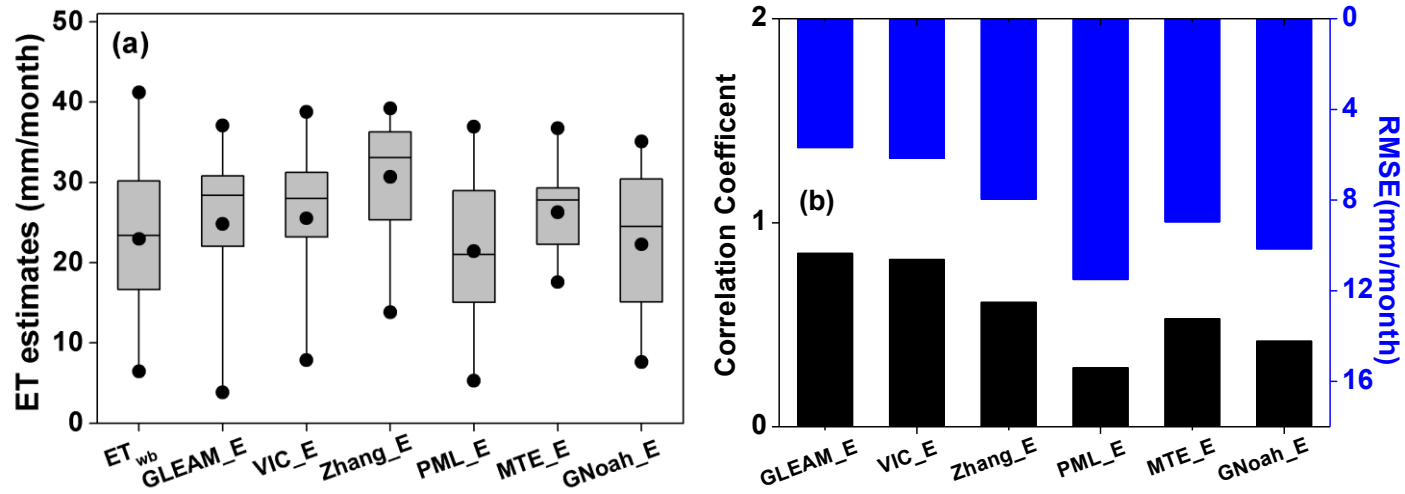 (a)
ET estimates (mm/month)
50
40
30
20
10
0
ETwb
GLEAM_E
VIC_E
Zhang_E
PML_E
MTE_E
GNoah_E
(b)
Correlation Coefficent
2
1
0
0
4
8
12
16
RMSE(mm/month)
GLEAM_E
VIC_E
Zhang_E
PML_E
MTE_E
GNoah_E